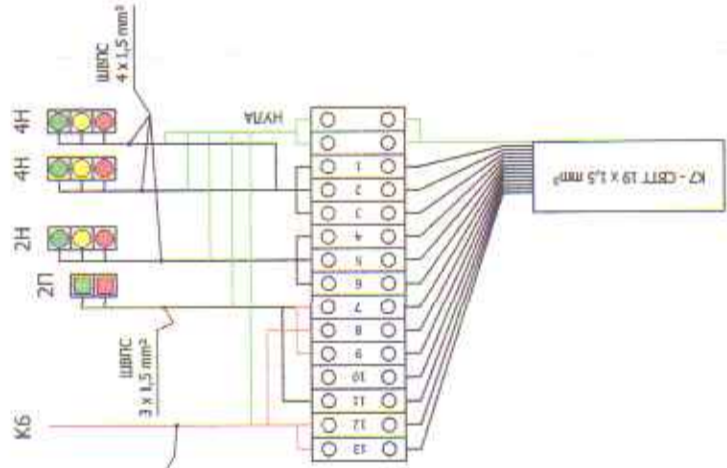 ШВПС
4 x 1,5 mm²
4Н
4Н
2Н
2П
К6
ШВПС
3 x 1,5 mm²
НУЛА
1
2
3
4
5
6
7
8
9
10
11
12
13
К7 - СВТТ 19 x 1,5 mm²